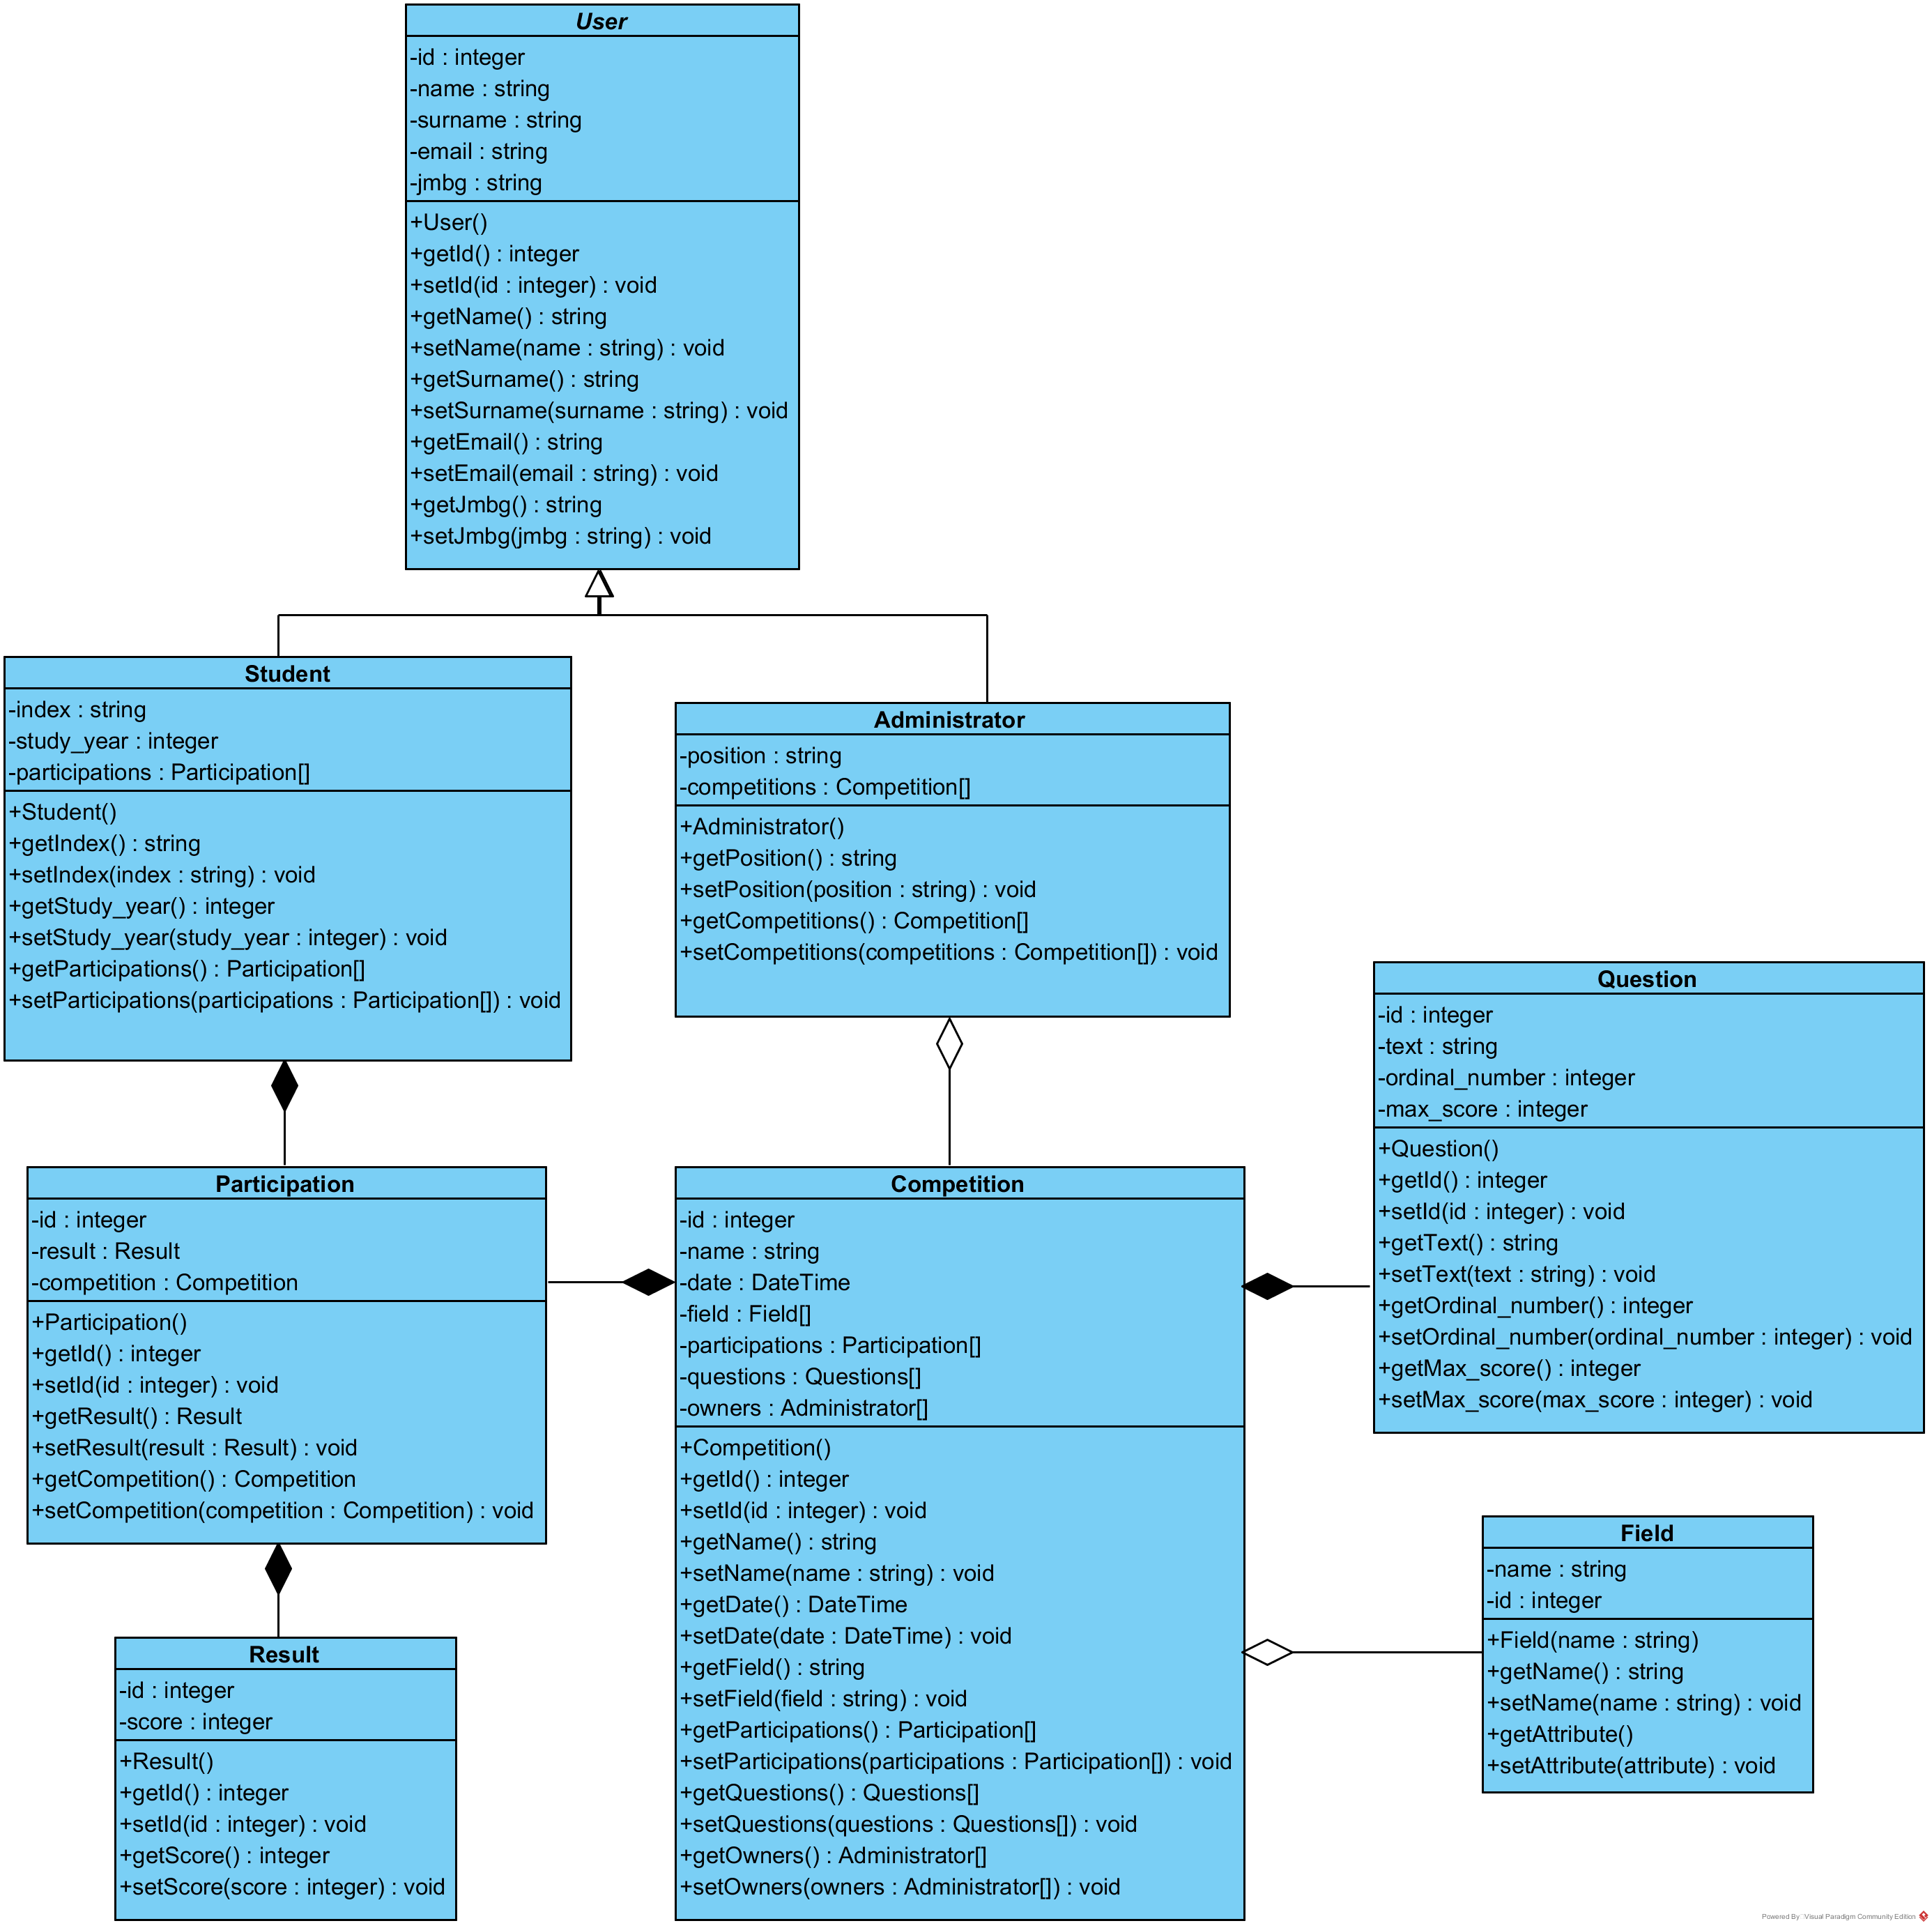 User
-id : integer
-name : string
-surname : string
-email : string
-jmbg : string
+User()
+getId() : integer
+setId(id : integer) : void
+getName() : string
+setName(name : string) : void
+getSurname() : string
+setSurname(surname : string) : void
+getEmail() : string
+setEmail(email : string) : void
+getJmbg() : string
+setJmbg(jmbg : string) : void
Student
-index : string
-study_year : integer
-participations : Participation[]
+Student()
+getIndex() : string
+setIndex(index : string) : void
+getStudy_year() : integer
+setStudy_year(study_year : integer) : void
+getParticipations() : Participation[]
+setParticipations(participations : Participation[]) : void
Administrator
-position : string
-competitions : Competition[]
+Administrator()
+getPosition() : string
+setPosition(position : string) : void
+getCompetitions() : Competition[]
+setCompetitions(competitions : Competition[]) : void
Question
-id : integer
-text : string
-ordinal_number : integer
-max_score : integer
+Question()
+getId() : integer
+setId(id : integer) : void
+getText() : string
+setText(text : string) : void
+getOrdinal_number() : integer
+setOrdinal_number(ordinal_number : integer) : void
+getMax_score() : integer
+setMax_score(max_score : integer) : void
Participation
-id : integer
-result : Result
-competition : Competition
+Participation()
+getId() : integer
+setId(id : integer) : void
+getResult() : Result
+setResult(result : Result) : void
+getCompetition() : Competition
+setCompetition(competition : Competition) : void
Competition
-id : integer
-name : string
-date : DateTime
-field : Field[]
-participations : Participation[]
-questions : Questions[]
-owners : Administrator[]
+Competition()
+getId() : integer
+setId(id : integer) : void
+getName() : string
+setName(name : string) : void
+getDate() : DateTime
+setDate(date : DateTime) : void
+getField() : string
+setField(field : string) : void
+getParticipations() : Participation[]
+setParticipations(participations : Participation[]) : void
+getQuestions() : Questions[]
+setQuestions(questions : Questions[]) : void
+getOwners() : Administrator[]
+setOwners(owners : Administrator[]) : void
Field
-name : string
-id : integer
+Field(name : string)
+getName() : string
+setName(name : string) : void
+getAttribute()
+setAttribute(attribute) : void
Result
-id : integer
-score : integer
+Result()
+getId() : integer
+setId(id : integer) : void
+getScore() : integer
+setScore(score : integer) : void
Powered By Visual Paradigm Community Edition